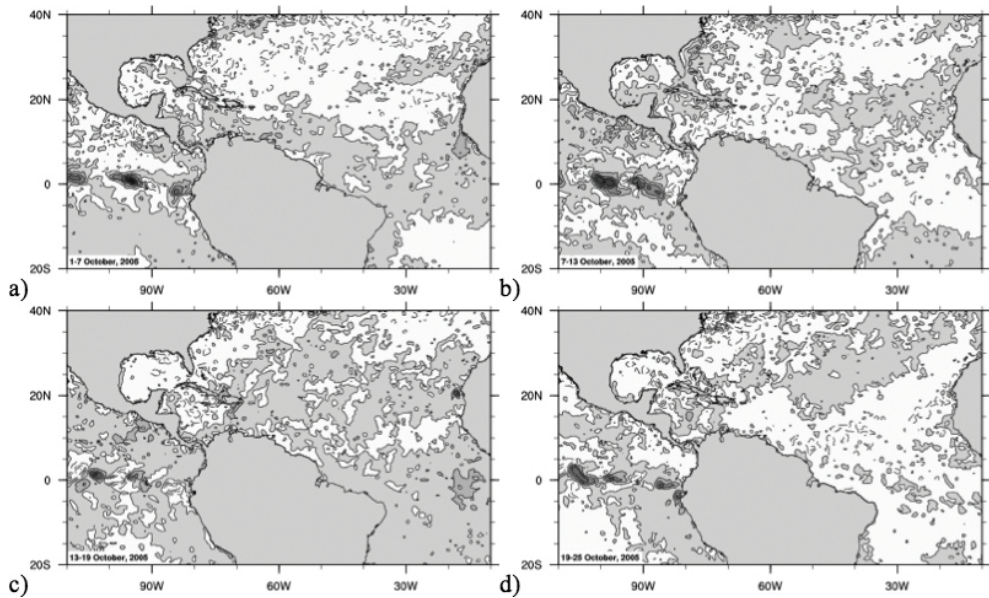 40N
20N
0
20S
1-7 October, 2005
90W 60W 30W
a)
40N
20N
0
20S
7-13 October, 2005
90W 60W 30W
b)
40N
20N
0
20S
13-19 October, 2005
90W 60W 30W
c)
40N
20N
0
20S
19-25 October, 2005
90W 60W 30W
d)